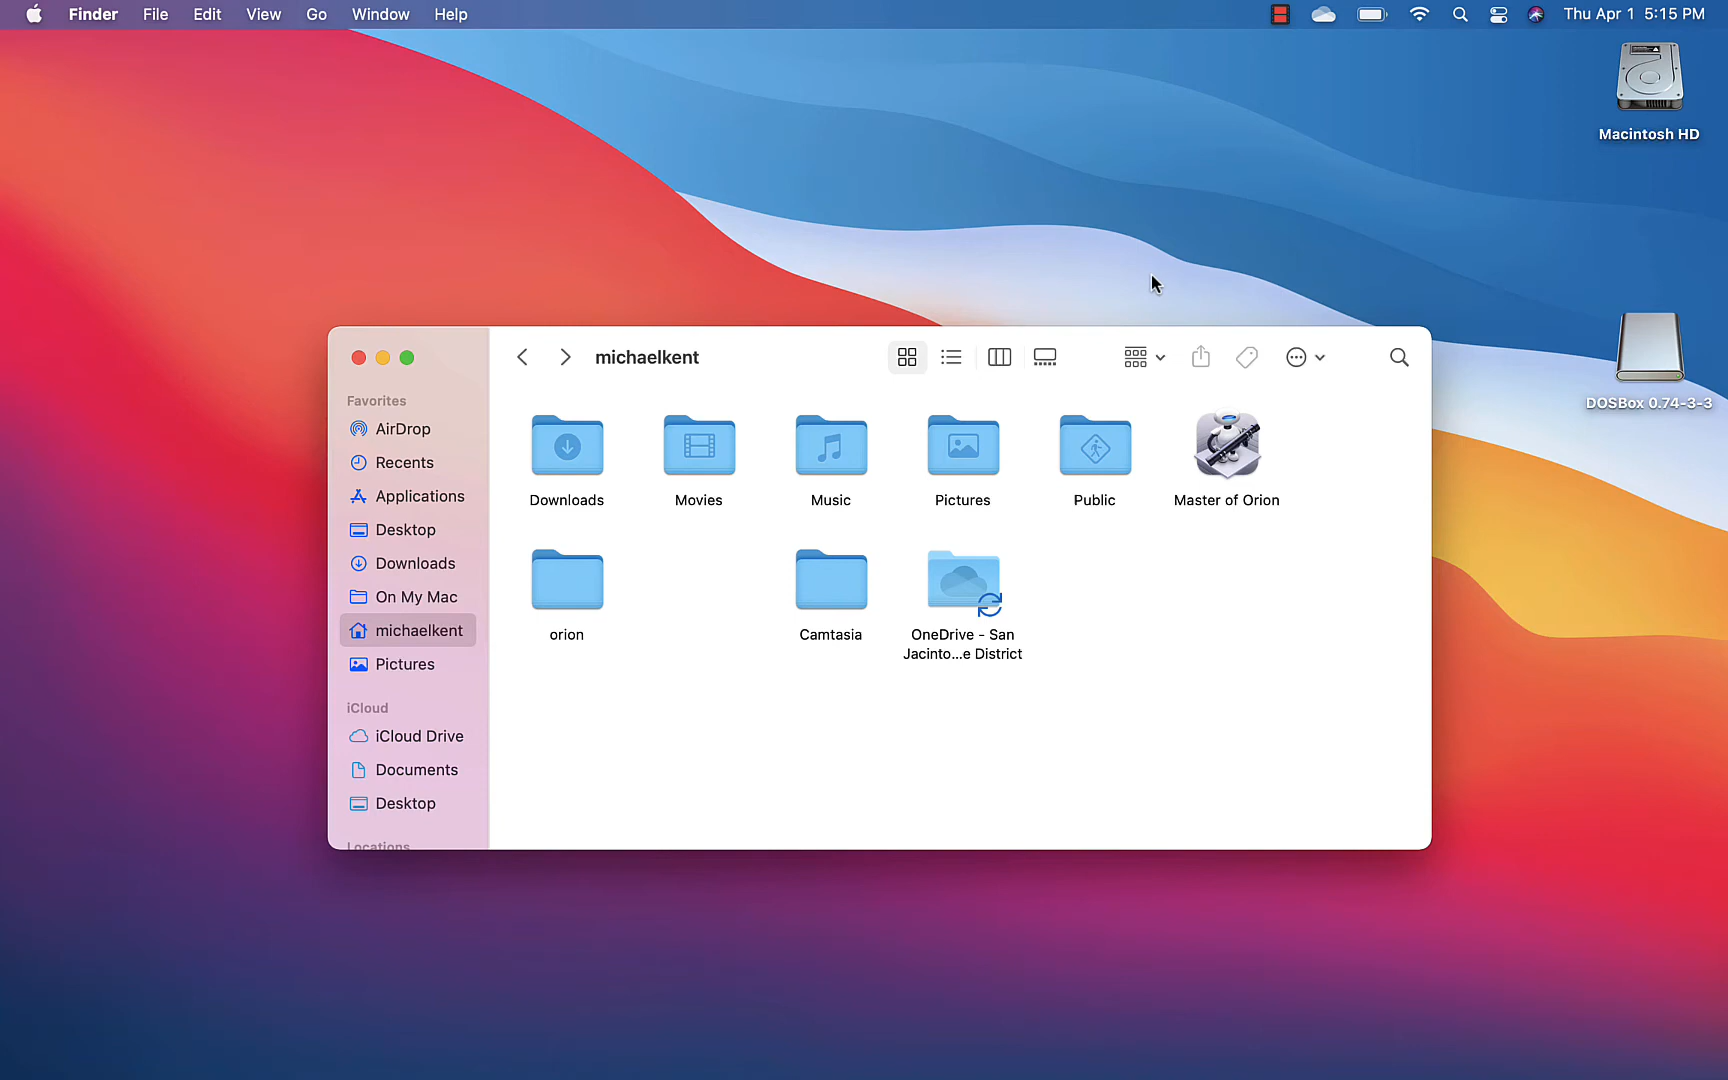 Finder File Edit View Go Window Help Thu Apr 1 5:15 PM
Macintosh HD
DOSBox 0.74-3-3
michaelkent
Favorites
AirDrop
Recents
Applications
Desktop
Downloads
On My Mac
michaelkent
Pictures
iCloud
iCloud Drive
Documents
Desktop
Locations
Downloads Movies Music Pictures Public Master of Orion
orion Camtasia OneDrive - San
Jacinto...e District